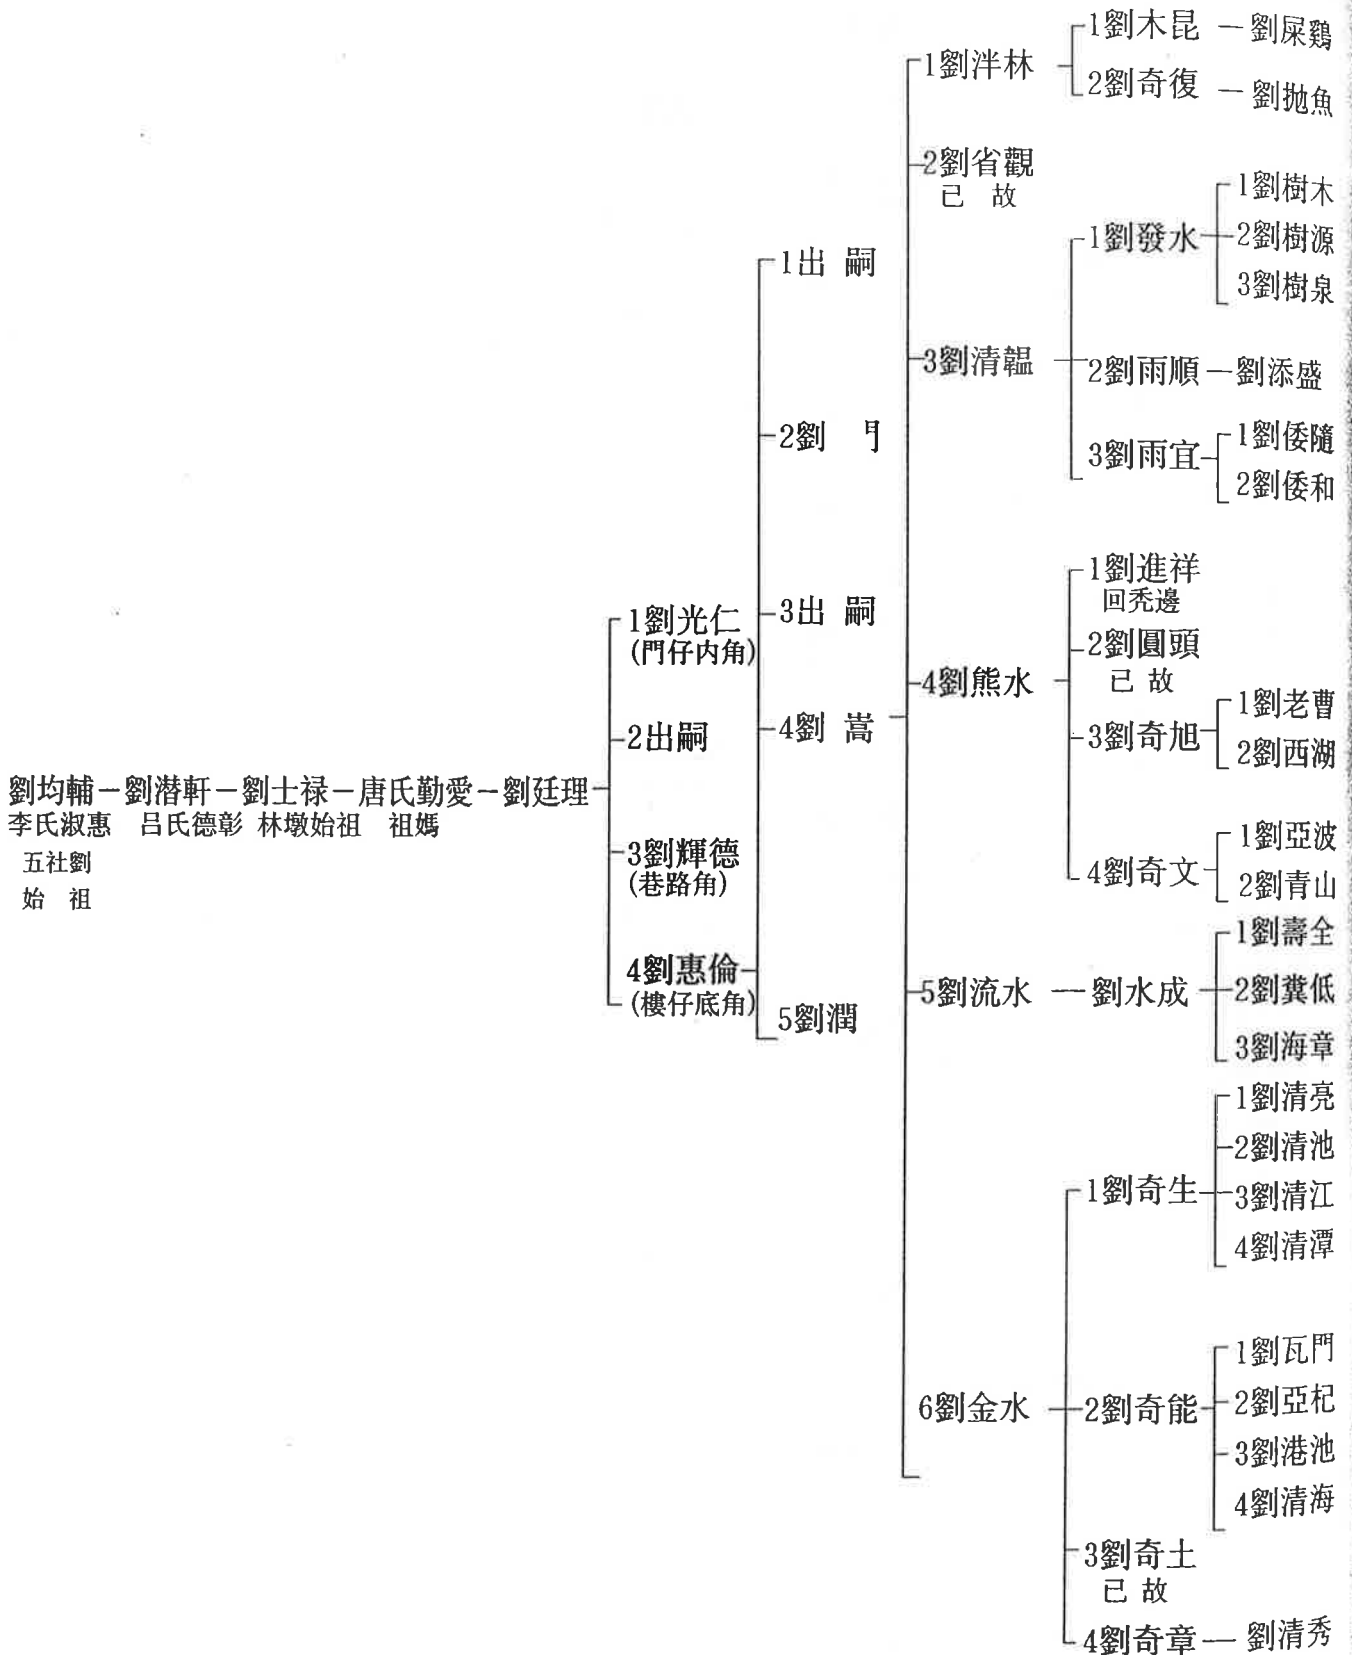 劉均輔－劉潛軒－劉士祿－唐氏勤愛－劉廷理
李氏淑惠 呂氏德彰 林墩始祖 祖媽
五社劉
始 祖
1劉光仁
(門仔內角)
2出嗣
3劉輝德
(巷路角)
4劉惠倫
(樓仔底角)
1出 嗣
2劉
3出 嗣
4劉 嵩
5劉潤
1劉泮林
2劉省觀
已 故
3劉清韞
4劉熊水
5劉流水
6劉金水
1劉木昆 － 劉屎鷄
2劉奇復 － 劉抛魚
1劉發水
1劉樹木
2劉樹源
3劉樹泉
2劉雨順 － 劉添盛
3劉雨宜
1劉倭隨
2劉倭和
1劉進祥
回禿邊
2劉圓頭
已 故
3劉奇旭
1劉老曹
2劉西湖
4劉奇文
1劉亞波
2劉青山
劉水成
1劉壽全
2劉糞低
3劉海章
1劉奇生
1劉清亮
2劉清池
3劉清江
4劉清潭
2劉奇能
1劉瓦門
2劉亞杞
3劉港池
4劉清海
3劉奇土
已 故
4劉奇章 － 劉清秀